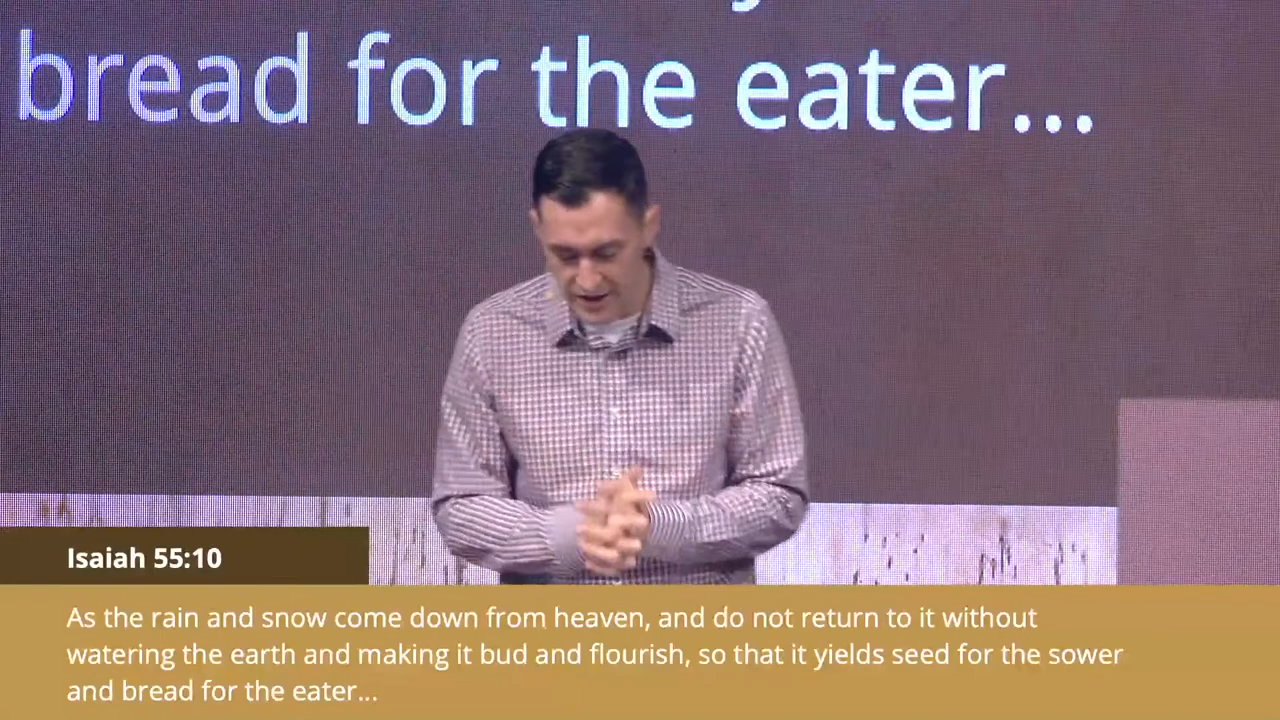 bread for the eater...
Isaiah 55:10
As the rain and snow come down from heaven, and do not return to it without
watering the earth and making it bud and flourish, so that it yields seed for the sower
and bread for the eater...